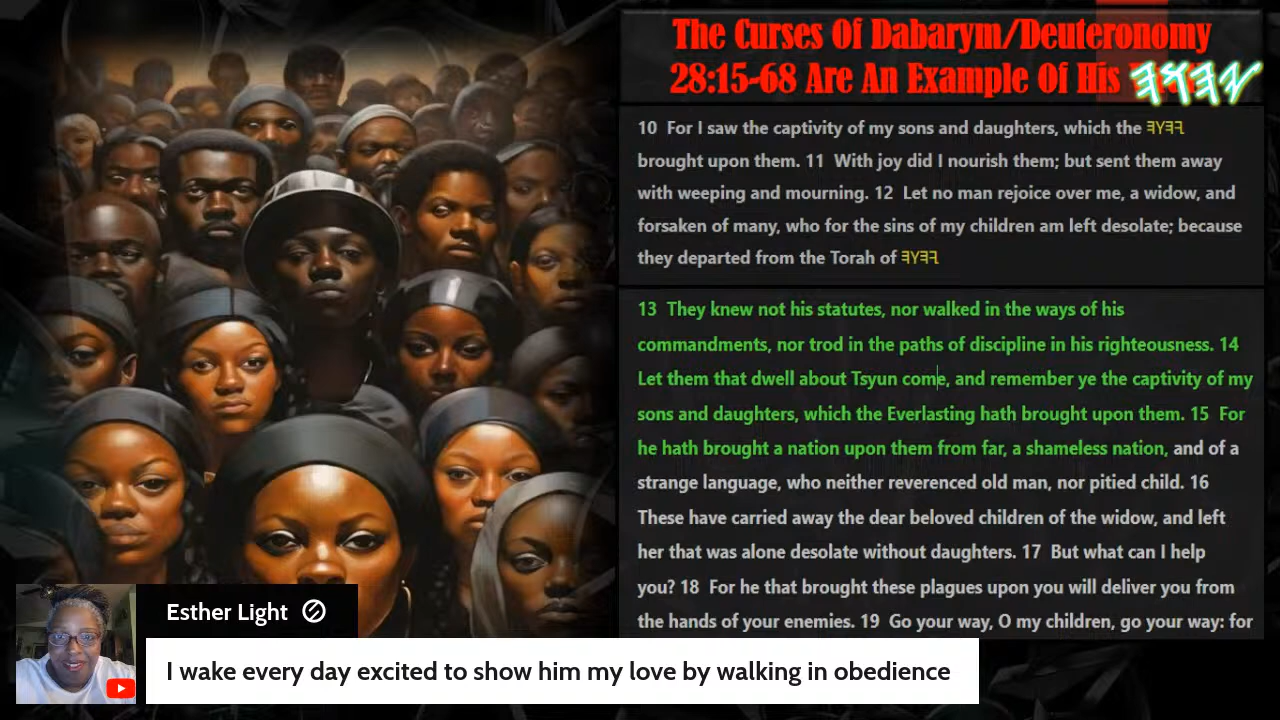 The Curses Of Dabarym/Deuteronomy
28:15-68 Are An Example Of His 𐤉𐤄𐤅𐤄
10 For I saw the captivity of my sons and daughters, which the 𐤉𐤄𐤅𐤄
brought upon them. 11 With joy did I nourish them; but sent them away
with weeping and mourning. 12 Let no man rejoice over me, a widow, and
forsaken of many, who for the sins of my children am left desolate; because
they departed from the Torah of 𐤉𐤄𐤅𐤄
13 They knew not his statutes, nor walked in the ways of his
commandments, nor trod in the paths of discipline in his righteousness. 14
Let them that dwell about Tsyun come, and remember ye the captivity of my
sons and daughters, which the Everlasting hath brought upon them. 15 For
he hath brought a nation upon them from far, a shameless nation, and of a
strange language, who neither reverenced old man, nor pitied child. 16
These have carried away the dear beloved children of the widow, and left
her that was alone desolate without daughters. 17 But what can I help
you? 18 For he that brought these plagues upon you will deliver you from
the hands of your enemies. 19 Go your way, O my children, go your way: for
Esther Light
I wake every day excited to show him my love by walking in obedience